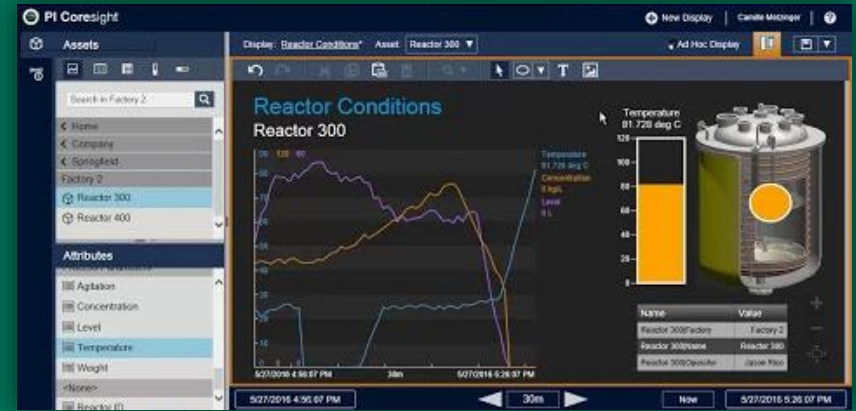 PI Coresight
New Display
Camille Metzinger
?
Assets
Display: Reactor Conditions* Asset: Reactor 300
Ad Hoc Display
Search in Factory 2
Home
Company
Springfield
Factory 2
Reactor 300
Reactor 400
Attributes
Agitation
Concentration
Level
Temperature
Weight
<None>
Reactor ID
T
Reactor Conditions
Reactor 300
120
Temperature
81.728 deg C
Concentration
0 kg/L
Level
0 L
5/27/2016 4:56:07 PM
30m
5/27/2016 5:26:07 PM
Temperature
81.728 deg C
120
100
80
60
40
20
0
Name Value
Reactor 300|Factory Factory 2
Reactor 300|Name Reactor 300
Reactor 300|Operator Jason Rico
5/27/2016 4:56:07 PM
30m
Now
5/27/2016 5:26:07 PM